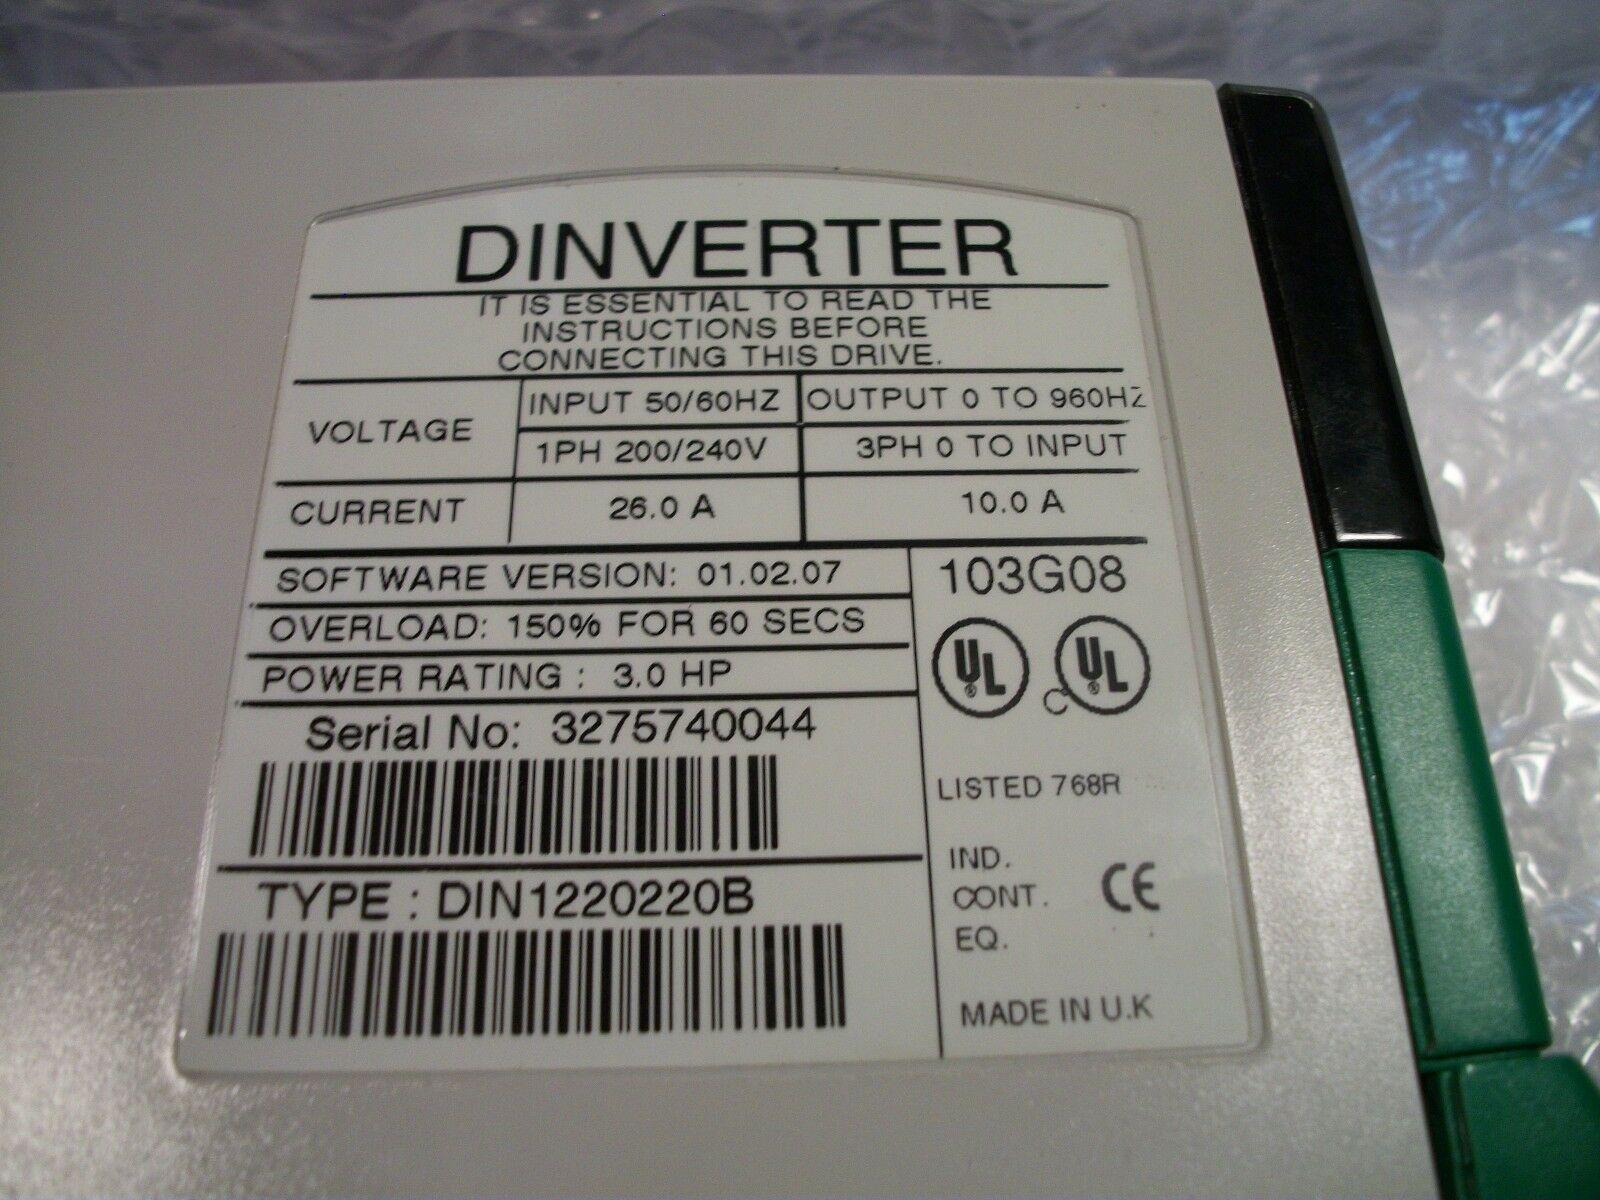 DINVERTER
IT IS ESSENTIAL TO READ THE
INSTRUCTIONS BEFORE
CONNECTING THIS DRIVE.
VOLTAGE
INPUT 50/60HZ
OUTPUT 0 TO 960HZ
1PH 200/240V
3PH 0 TO INPUT
CURRENT
26.0 A
10.0 A
SOFTWARE VERSION: 01.02.07
OVERLOAD: 150% FOR 60 SECS
POWER RATING : 3.0 HP
Serial No: 3275740044
TYPE : DIN1220220B
103G08
UL ®
C UL ®
LISTED 768R
IND.
CONT.
EQ.
CE
MADE IN U.K